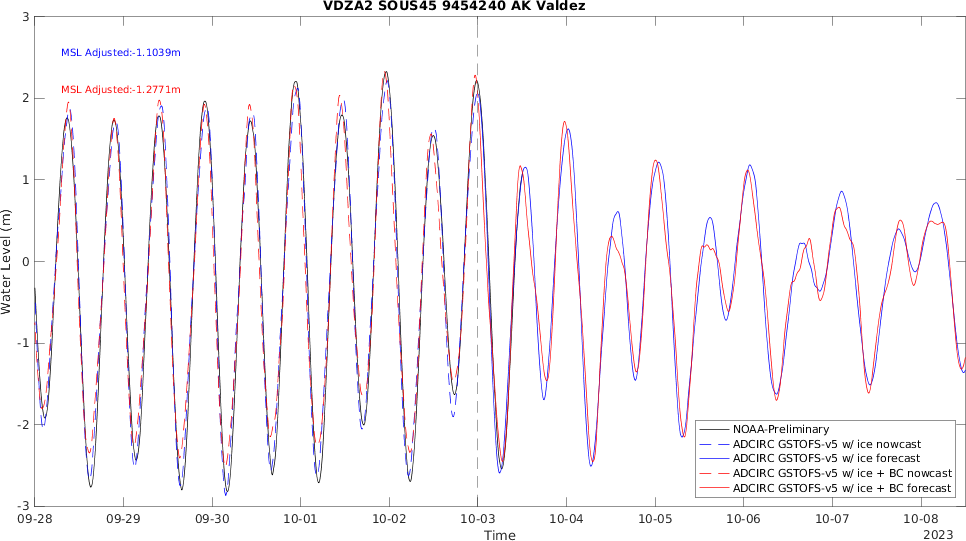 VDZA2 SOUS45 9454240 AK Valdez
MSL Adjusted:-1.1039m
MSL Adjusted:-1.2771m
Water Level (m)
3
2
1
0
-1
-2
-3
09-28 09-29 09-30 10-01 10-02 10-03 10-04 10-05 10-06 10-07 10-08
Time
2023
NOAA-Preliminary
ADCIRC GSTOFS-v5 w/ ice nowcast
ADCIRC GSTOFS-v5 w/ ice forecast
ADCIRC GSTOFS-v5 w/ ice + BC nowcast
ADCIRC GSTOFS-v5 w/ ice + BC forecast